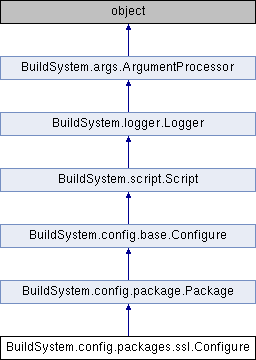 object
BuildSystem.args.ArgumentProcessor
BuildSystem.logger.Logger
BuildSystem.script.Script
BuildSystem.config.base.Configure
BuildSystem.config.package.Package
BuildSystem.config.packages.ssl.Configure